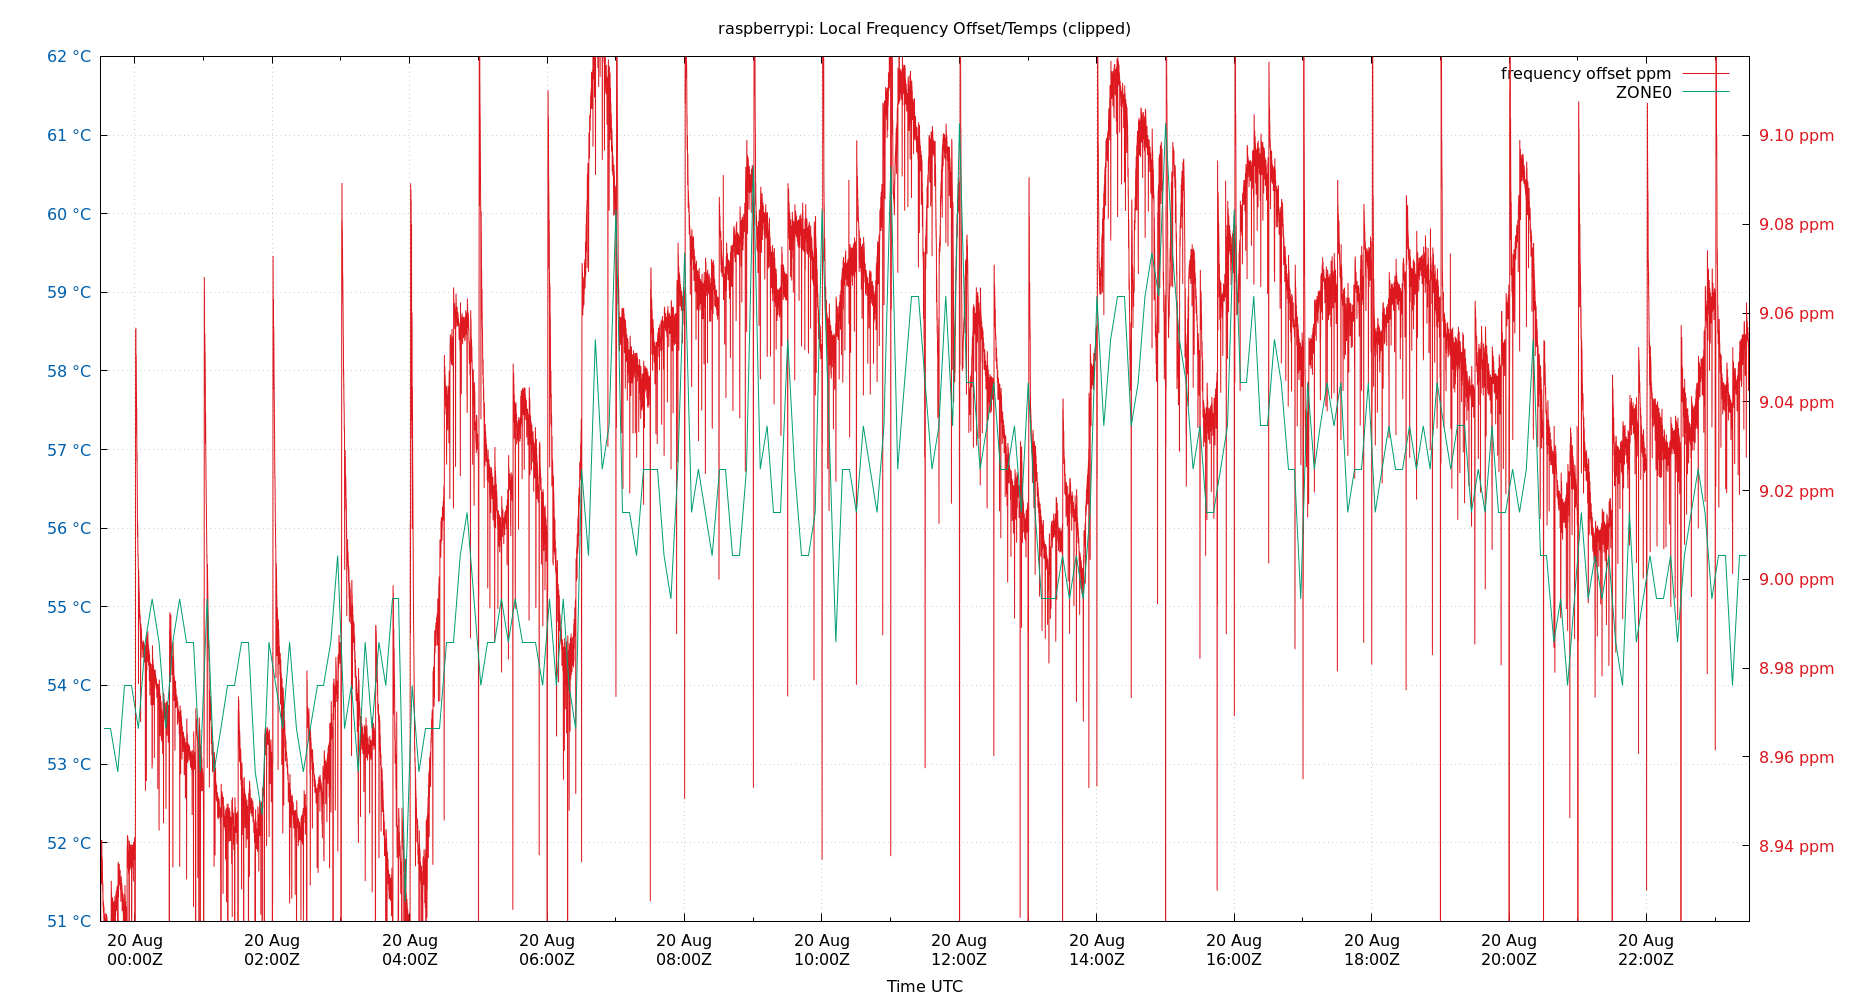 raspberrypi: Local Frequency Offset/Temps (clipped)
62 °C
61 °C
60 °C
59 °C
58 °C
57 °C
56 °C
55 °C
54 °C
53 °C
52 °C
51 °C
frequency offset ppm
ZONE0
9.10 ppm
9.08 ppm
9.06 ppm
9.04 ppm
9.02 ppm
9.00 ppm
8.98 ppm
8.96 ppm
8.94 ppm
20 Aug 20 Aug 20 Aug 20 Aug 20 Aug 20 Aug 20 Aug 20 Aug 20 Aug 20 Aug 20 Aug 20 Aug
00:00Z 02:00Z 04:00Z 06:00Z 08:00Z 10:00Z 12:00Z 14:00Z 16:00Z 18:00Z 20:00Z 22:00Z
Time UTC